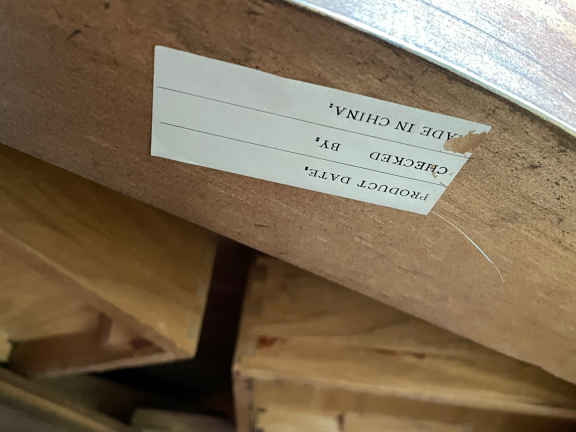 PRODUCT DATE,
CHECKED BY,
ADE IN CHINA,